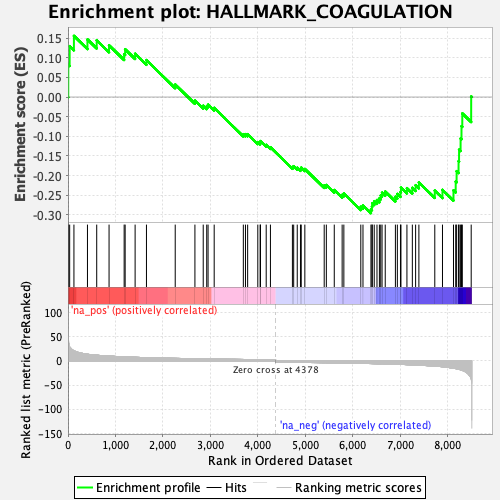 Enrichment plot: HALLMARK_COAGULATION
Enrichment score (ES)
0.15
0.10
0.05
0.00
-0.05
-0.10
-0.15
-0.20
-0.25
-0.30
'na_pos' (positively correlated)
Ranked list metric (PreRanked)
100
50
0
-50
-100
-150
Zero cross at 4378
'na_neg' (negatively correlated)
0
1,000
2,000
3,000
4,000
5,000
6,000
7,000
8,000
Rank in Ordered Dataset
Enrichment profile
Hits
Ranking metric scores